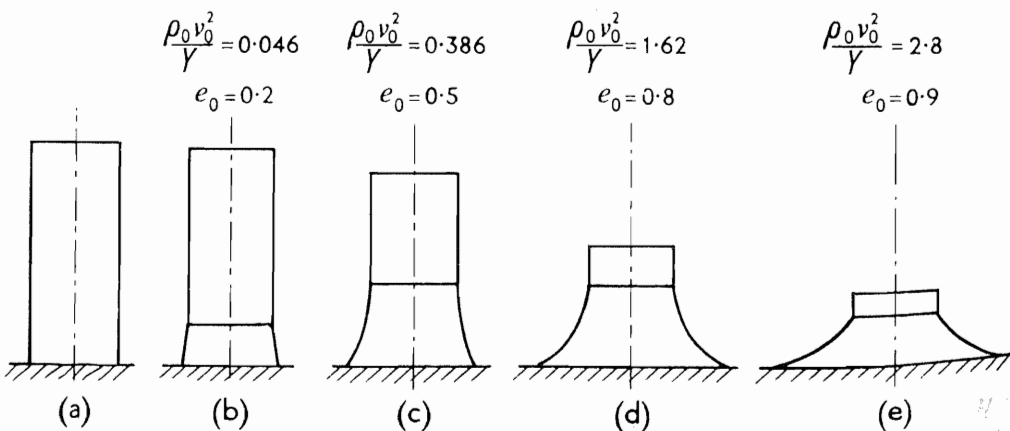 ρ₀v₀²/Y = 0·046
e₀ = 0·2
ρ₀v₀²/Y = 0·386
e₀ = 0·5
ρ₀v₀²/Y = 1·62
e₀ = 0·8
ρ₀v₀²/Y = 2·8
e₀ = 0·9
(a)
(b)
(c)
(d)
(e)